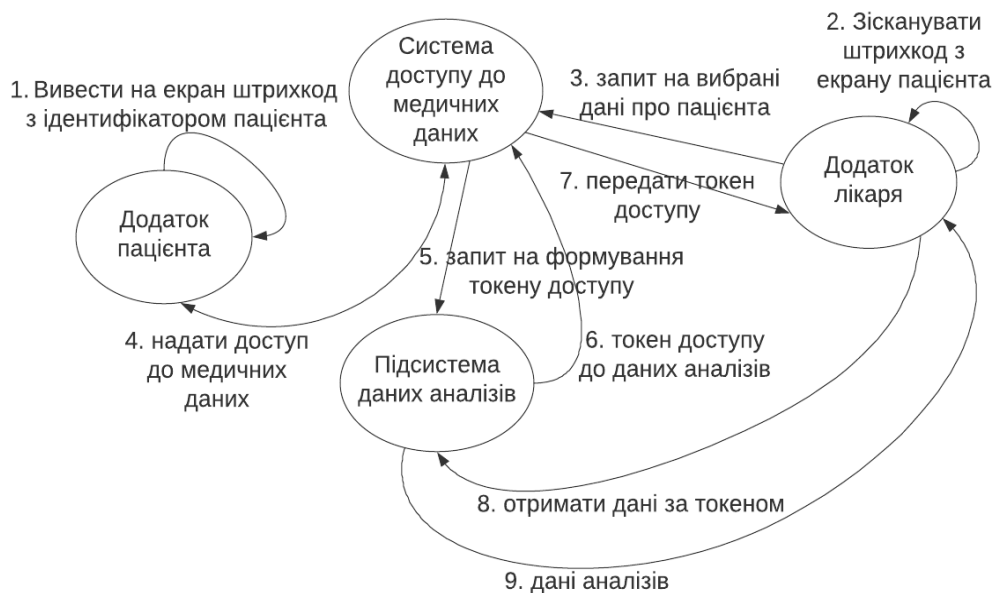 Система
доступу до
медичних
даних
2. Зісканувати
штрихкод з
екрану пацієнта
1. Вивести на екран штрихкод
з ідентифікатором пацієнта
3. запит на вибрані
дані про пацієнта
Додаток
лікаря
7. передати токен
доступу
Додаток
пацієнта
5. запит на формування
токену доступу
4. надати доступ
до медичних
даних
6. токен доступу
до даних аналізів
Підсистема
даних аналізів
8. отримати дані за токеном
9. дані аналізів